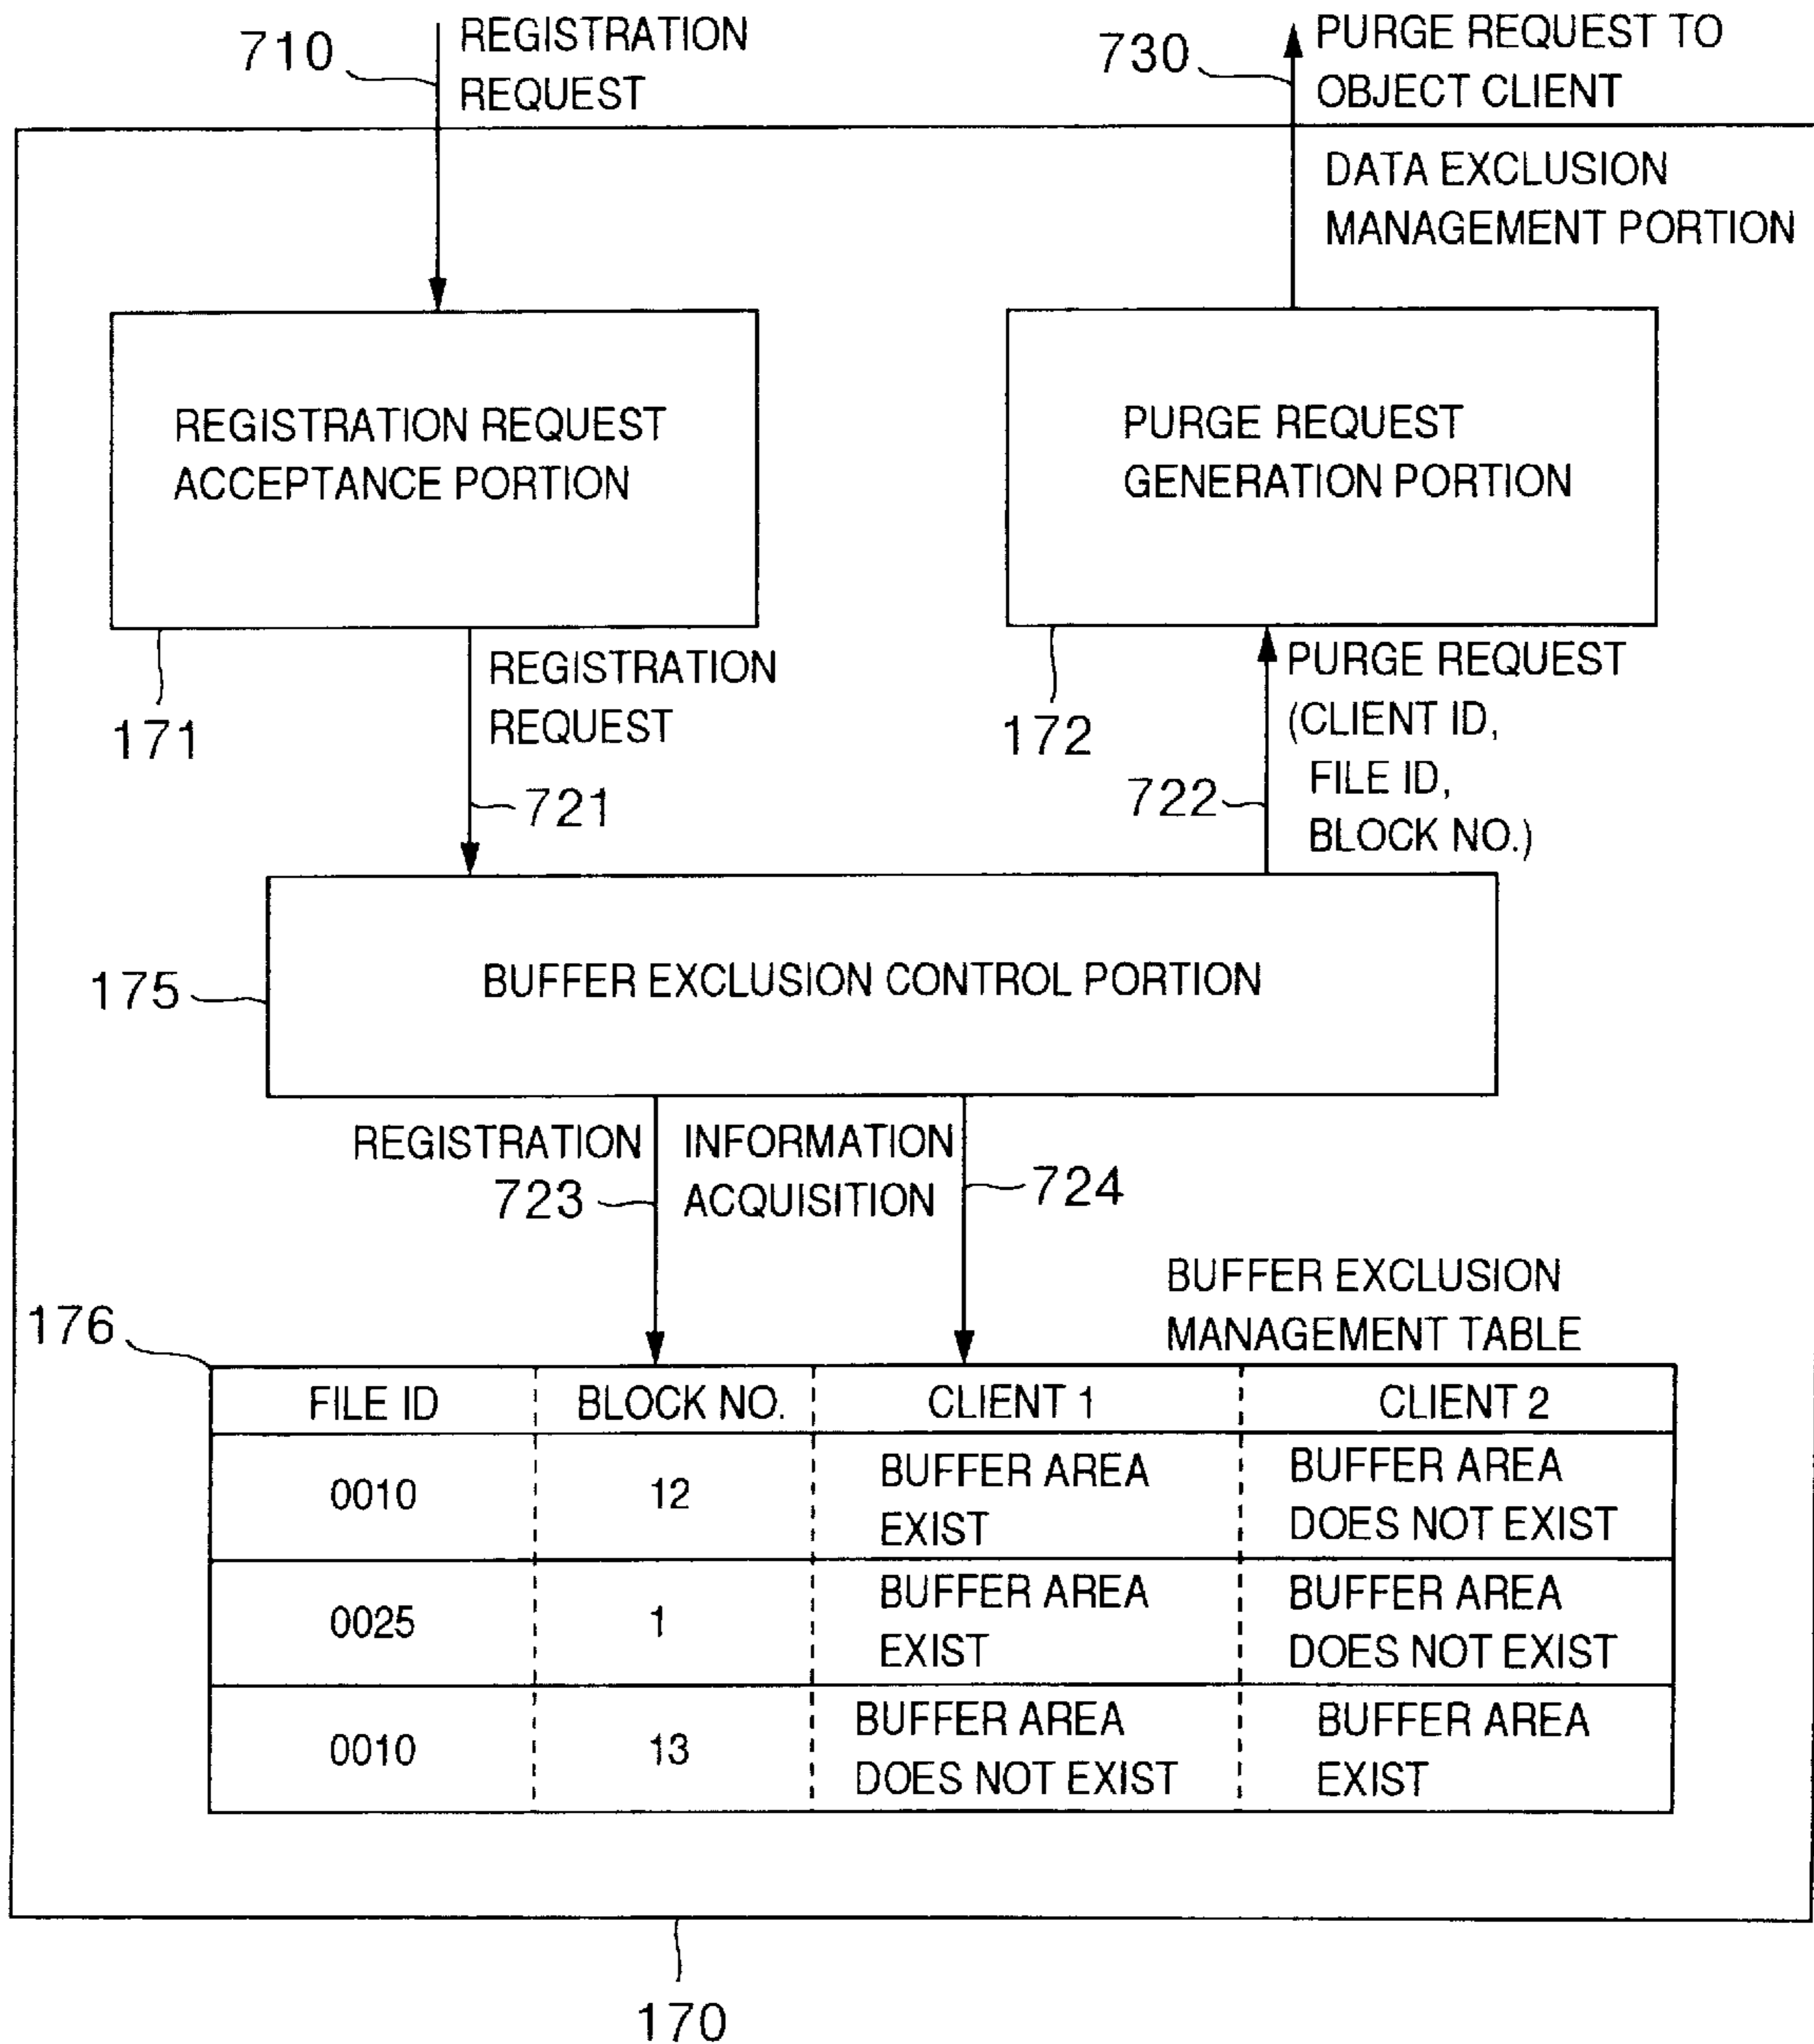 710
REGISTRATION
REQUEST
730
PURGE REQUEST TO
OBJECT CLIENT
DATA EXCLUSION
MANAGEMENT PORTION
REGISTRATION REQUEST
ACCEPTANCE PORTION
171
PURGE REQUEST
GENERATION PORTION
172
REGISTRATION
REQUEST
721
PURGE REQUEST
(CLIENT ID,
FILE ID,
BLOCK NO.)
722
BUFFER EXCLUSION CONTROL PORTION
175
REGISTRATION
723
INFORMATION
ACQUISITION
724
BUFFER EXCLUSION
MANAGEMENT TABLE
176
FILE ID BLOCK NO. CLIENT 1 CLIENT 2
0010 12 BUFFER AREA BUFFER AREA
EXIST DOES NOT EXIST
0025 1 BUFFER AREA BUFFER AREA
EXIST DOES NOT EXIST
0010 13 BUFFER AREA BUFFER AREA
DOES NOT EXIST EXIST
170